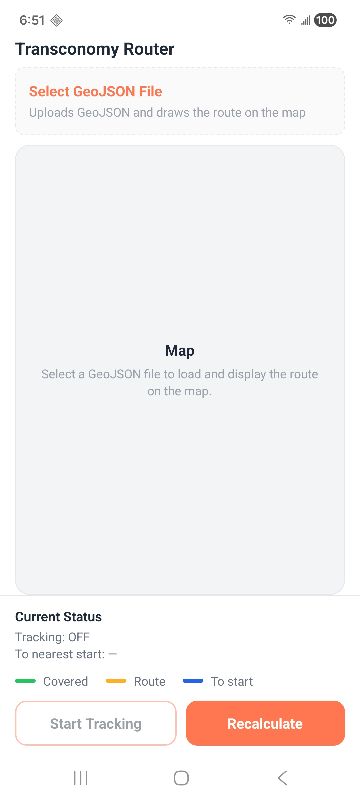 6:51
100
Transconomy Router
Select GeoJSON File
Uploads GeoJSON and draws the route on the map
Map
Select a GeoJSON file to load and display the route
on the map.
Current Status
Tracking: OFF
To nearest start: —
Covered Route To start
Start Tracking Recalculate